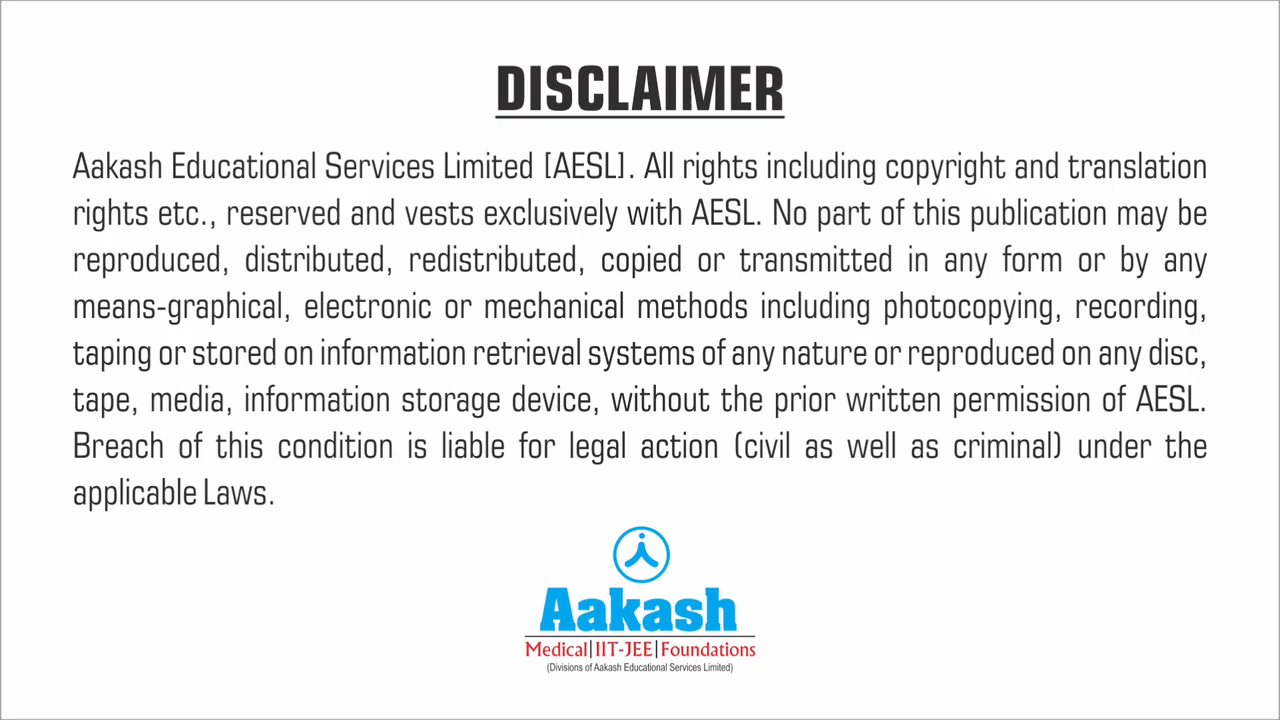 DISCLAIMER
Aakash Educational Services Limited [AESL]. All rights including copyright and translation
rights etc., reserved and vests exclusively with AESL. No part of this publication may be
reproduced, distributed, redistributed, copied or transmitted in any form or by any
means-graphical, electronic or mechanical methods including photocopying, recording,
taping or stored on information retrieval systems of any nature or reproduced on any disc,
tape, media, information storage device, without the prior written permission of AESL.
Breach of this condition is liable for legal action (civil as well as criminal) under the
applicable Laws.
Aakash
Medical|IIT-JEE|Foundations
(Divisions of Aakash Educational Services Limited)